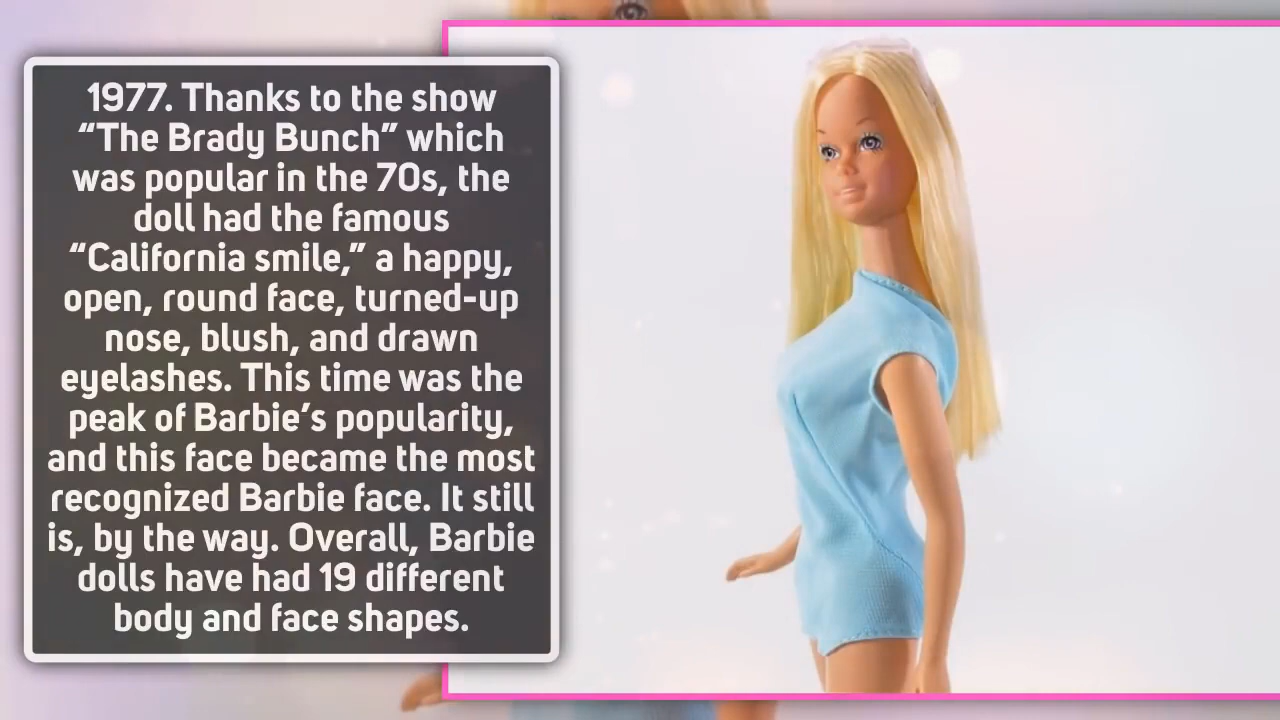 1977. Thanks to the show
“The Brady Bunch” which
was popular in the 70s, the
doll had the famous
“California smile,” a happy,
open, round face, turned-up
nose, blush, and drawn
eyelashes. This time was the
peak of Barbie’s popularity,
and this face became the most
recognized Barbie face. It still
is, by the way. Overall, Barbie
dolls have had 19 different
body and face shapes.